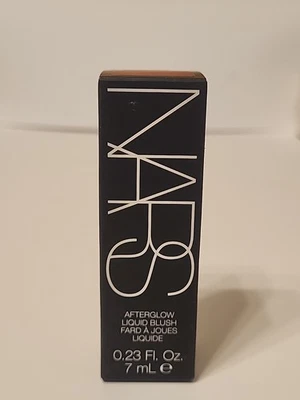 NARS
AFTERGLOW
LIQUID BLUSH
FARD À JOUES
LIQUIDE
0.23 Fl. Oz.
7 mL ℮